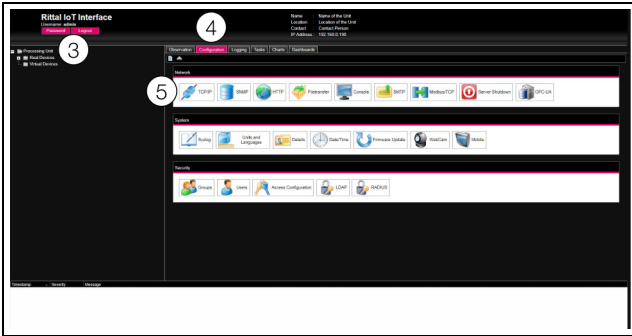 Rittal IoT Interface
Username: admin
Password Logout
Name Name of the Unit
Location Location of the Unit
Contact Contact Person
IP Address 192.168.0.190
3
4
5
Processing Unit
Real Devices
Virtual Devices
Observation Configuration Logging Tasks Charts Dashboards
Network
TCP/IP SNMP HTTP Filetransfer Console SMTP Modbus/TCP Server Shutdown OPC-UA
System
Syslog Units and Languages Details Date/Time Firmware Update WebCam Mobile
Security
Groups Users Access Configuration LDAP RADIUS
Timestamp Severity Message